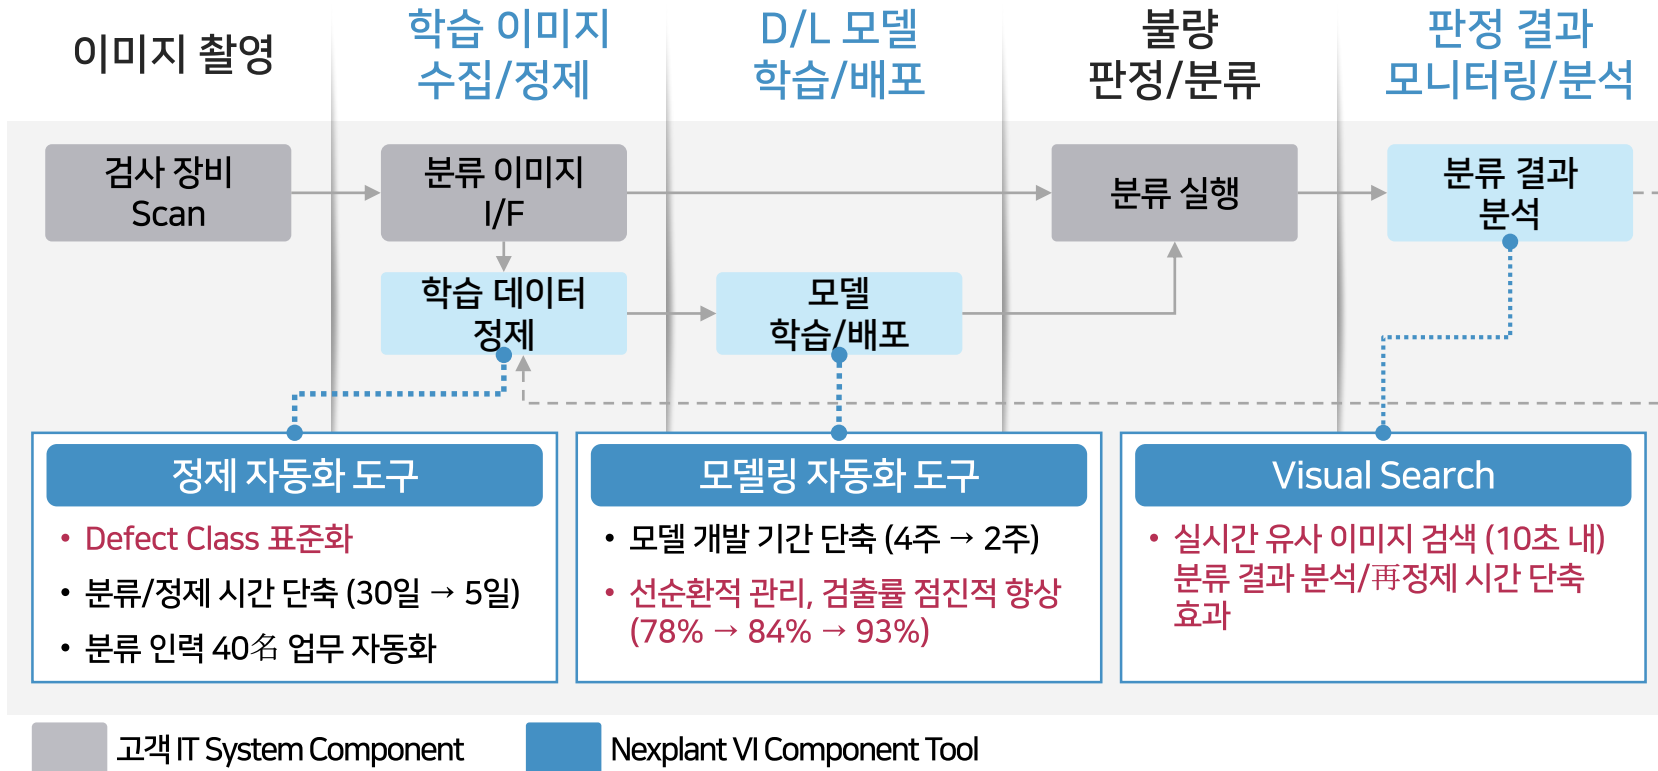 이미지 촬영
학습 이미지
수집/정제
D/L 모델
학습/배포
불량
판정/분류
판정 결과
모니터링/분석
검사 장비
Scan
분류 이미지
I/F
분류 실행
분류 결과
분석
학습 데이터
정제
모델
학습/배포
정제 자동화 도구
• Defect Class 표준화
• 분류/정제 시간 단축 (30일 → 5일)
• 분류 인력 40名 업무 자동화
모델링 자동화 도구
• 모델 개발 기간 단축 (4주 → 2주)
• 선순환적 관리, 검출률 점진적 향상
(78% → 84% → 93%)
Visual Search
• 실시간 유사 이미지 검색 (10초 내)
분류 결과 분석/再정제 시간 단축
효과
고객 IT System Component
Nexplant VI Component Tool